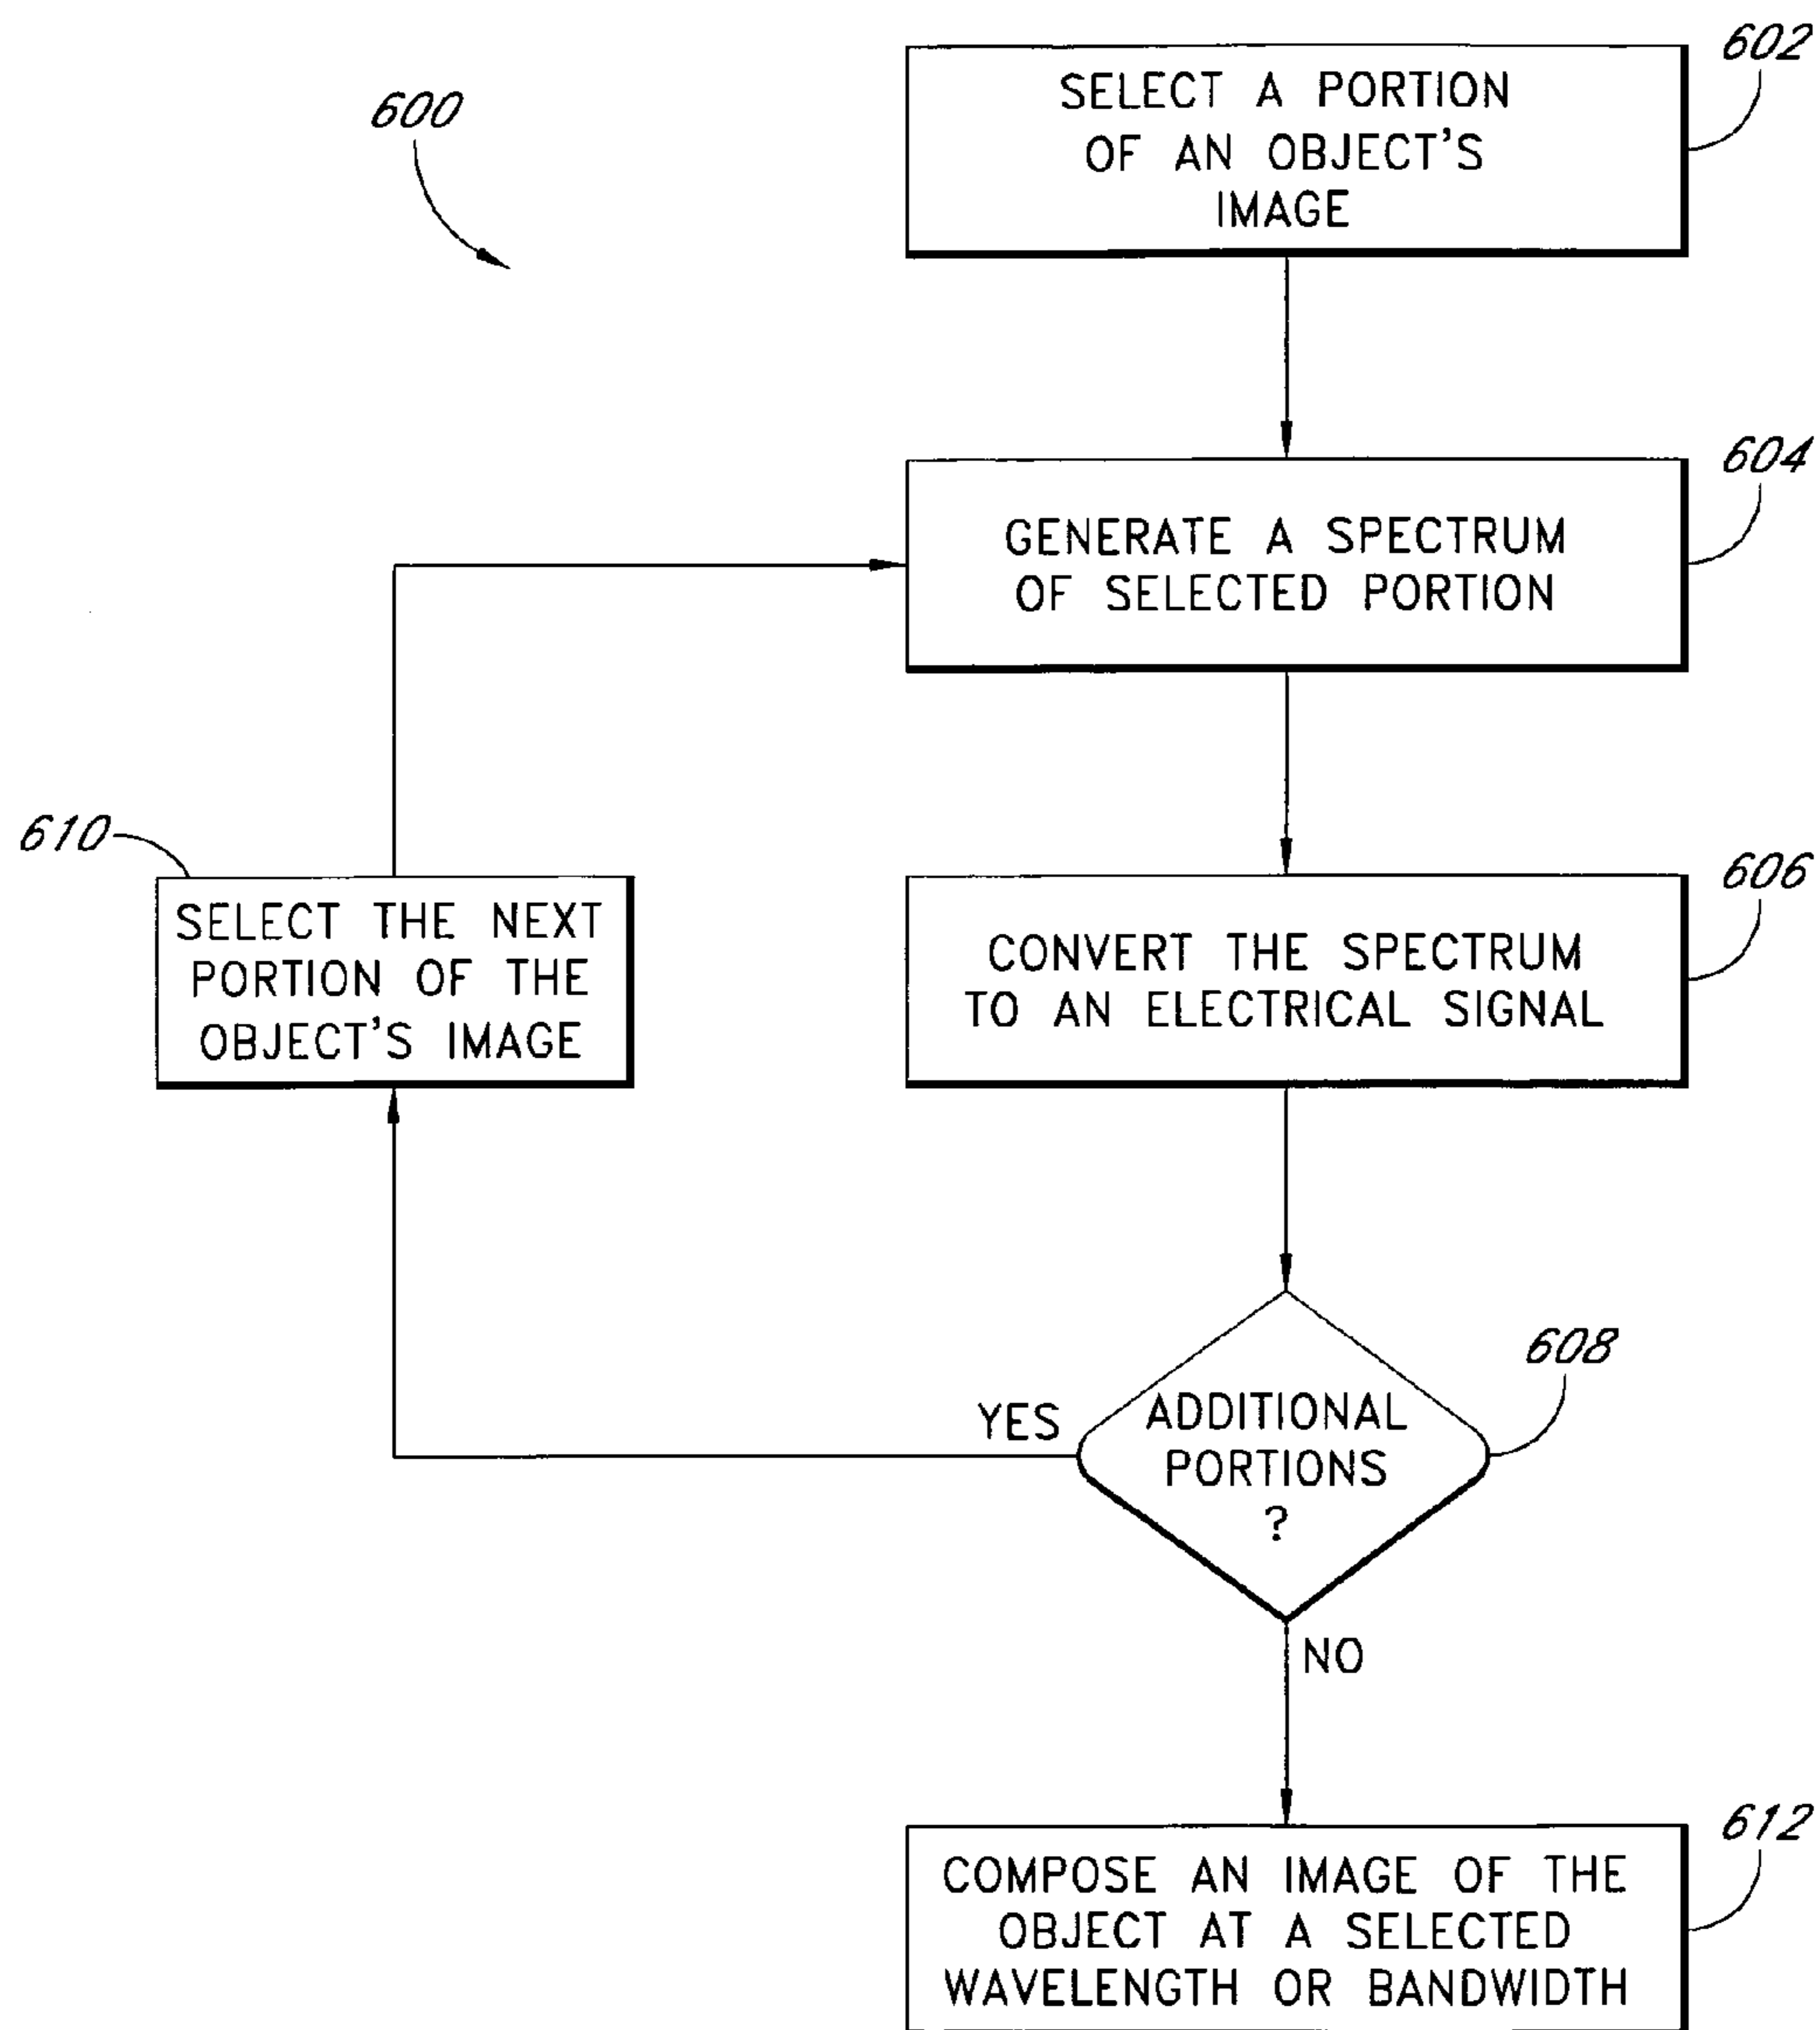 602
SELECT A PORTION
OF AN OBJECT'S
IMAGE
600
604
GENERATE A SPECTRUM
OF SELECTED PORTION
606
CONVERT THE SPECTRUM
TO AN ELECTRICAL SIGNAL
610
SELECT THE NEXT
PORTION OF THE
OBJECT'S IMAGE
608
YES
ADDITIONAL
PORTIONS
?
NO
612
COMPOSE AN IMAGE OF THE
OBJECT AT A SELECTED
WAVELENGTH OR BANDWIDTH